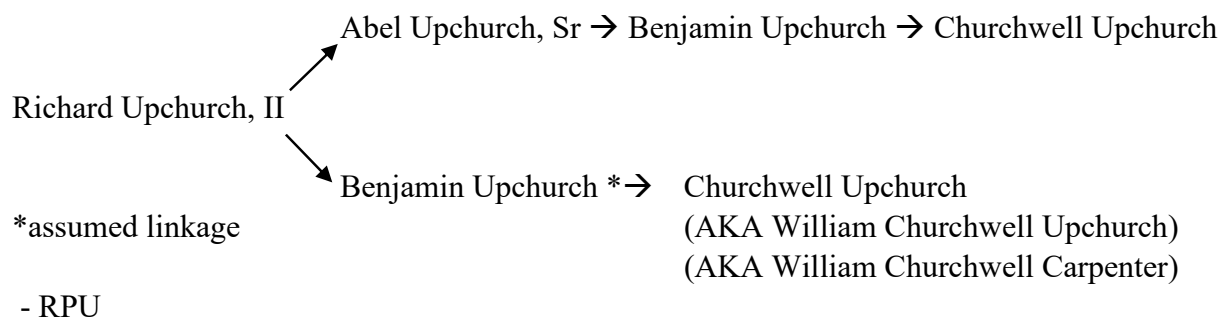 Abel Upchurch, Sr → Benjamin Upchurch → Churchwell Upchurch
Richard Upchurch, II
Benjamin Upchurch *→ Churchwell Upchurch
*assumed linkage (AKA William Churchwell Upchurch)
(AKA William Churchwell Carpenter)
- RPU